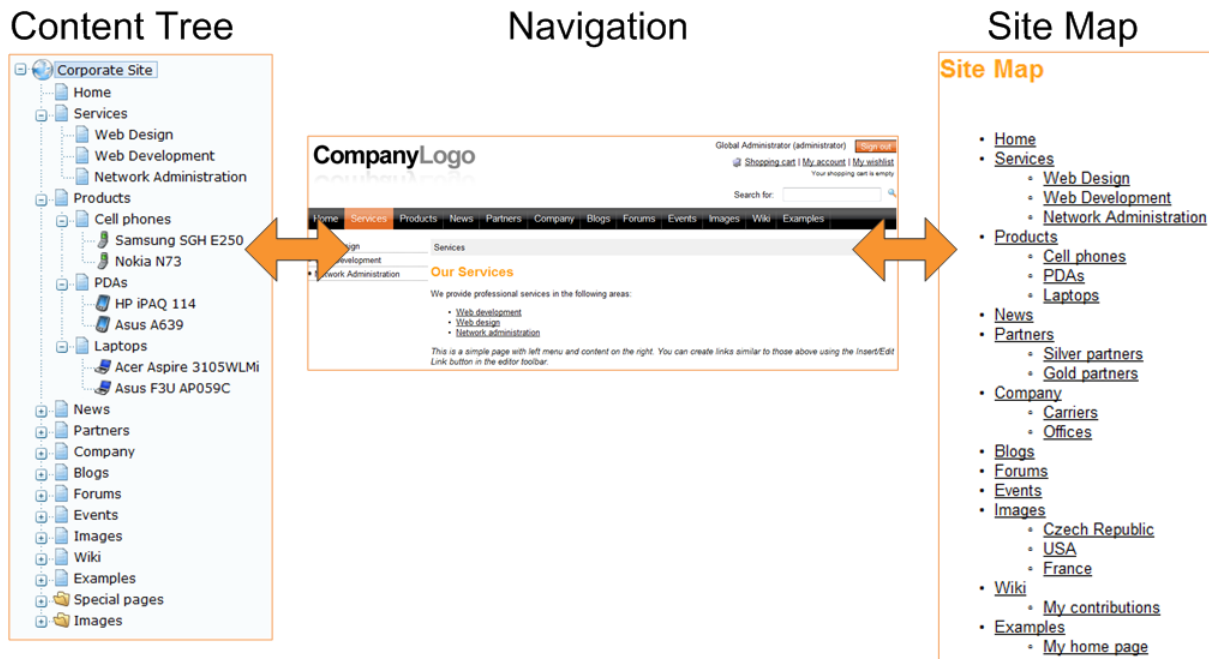 Content Tree
Navigation
Site Map
Corporate Site
Home
Services
Web Design
Web Development
Network Administration
Products
Cell phones
Samsung SGH E250
Nokia N73
PDAs
HP iPAQ 114
Asus A639
Laptops
Acer Aspire 3105WLMi
Asus F3U AP059C
News
Partners
Company
Blogs
Forums
Events
Images
Wiki
Examples
Special pages
Images
CompanyLogo
Global Administrator (administrator) Sign out
Shopping cart | My account | My wishlist
Your shopping cart is empty
Search for:
Home Services Products News Partners Company Blogs Forums Events Images Wiki Examples
Services
Network Administration
Our Services
We provide professional services in the following areas:
• Web development
• Web design
• Network administration
This is a simple page with left menu and content on the right. You can create links similar to those above using the Insert/Edit
Link button in the editor toolbar.
Site Map
• Home
• Services
◦ Web Design
◦ Web Development
◦ Network Administration
• Products
◦ Cell phones
◦ PDAs
◦ Laptops
• News
• Partners
◦ Silver partners
◦ Gold partners
• Company
◦ Carriers
◦ Offices
• Blogs
• Forums
• Events
• Images
◦ Czech Republic
◦ USA
◦ France
• Wiki
◦ My contributions
• Examples
◦ My home page